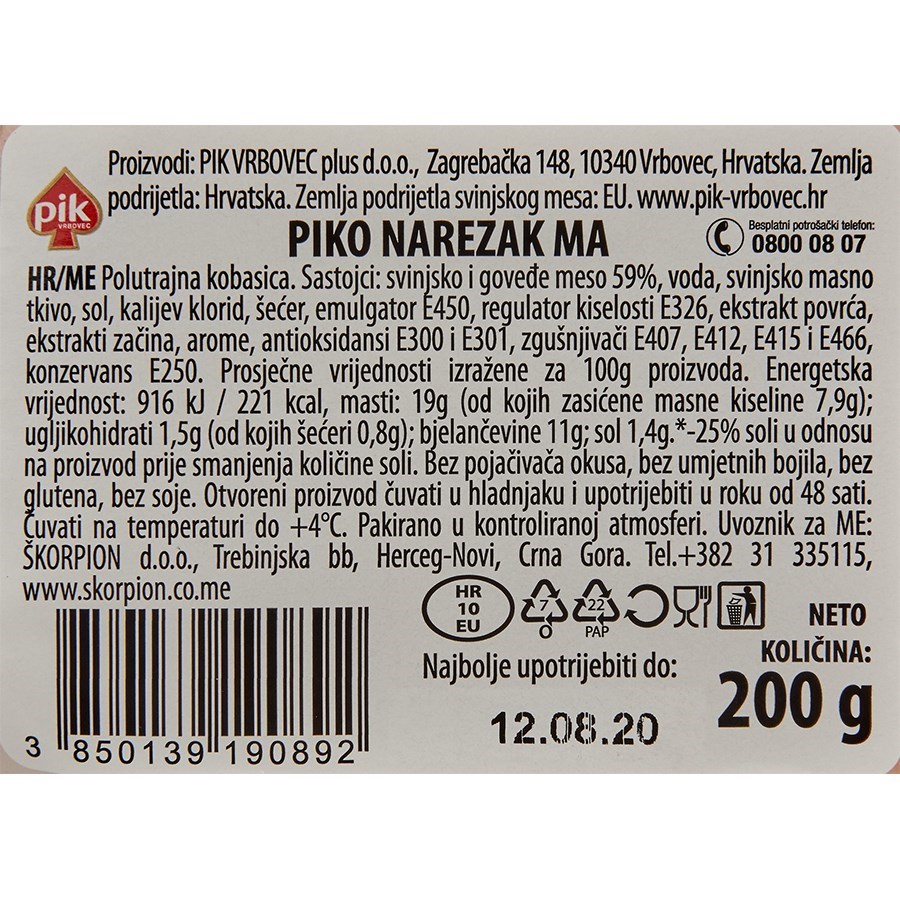 Proizvodi: PIK VRBOVEC plus d.o.o., Zagrebačka 148, 10340 Vrbovec, Hrvatska. Zemlja
podrijetla: Hrvatska. Zemlja podrijetla svinjskog mesa: EU. www.pik-vrbovec.hr
pik
VRBOVEC
PIKO NAREZAK MA
Besplatni potrošački telefon:
0800 08 07
HR/ME Polutrajna kobasica. Sastojci: svinjsko i goveđe meso 59%, voda, svinjsko masno
tkivo, sol, kalijev klorid, šećer, emulgator E450, regulator kiselosti E326, ekstrakt povrća,
ekstrakti začina, arome, antioksidansi E300 i E301, zgušnjivači E407, E412, E415 i E466,
konzervans E250. Prosječne vrijednosti izražene za 100g proizvoda. Energetska
vrijednost: 916 kJ / 221 kcal, masti: 19g (od kojih zasićene masne kiseline 7,9g);
ugljikohidrati 1,5g (od kojih šećeri 0,8g); bjelančevine 11g; sol 1,4g.*-25% soli u odnosu
na proizvod prije smanjenja količine soli. Bez pojačivača okusa, bez umjetnih bojila, bez
glutena, bez soje. Otvoreni proizvod čuvati u hladnjaku i upotrijebiti u roku od 48 sati.
Čuvati na temperaturi do +4°C. Pakirano u kontroliranoj atmosferi. Uvoznik za ME:
ŠKORPION d.o.o., Trebinjska bb, Herceg-Novi, Crna Gora. Tel.+382 31 335115,
www.skorpion.co.me
HR
10
EU
7
O
22
PAP
NETO
KOLIČINA:
200 g
Najbolje upotrijebiti do:
12.08.20
3 850139 190892